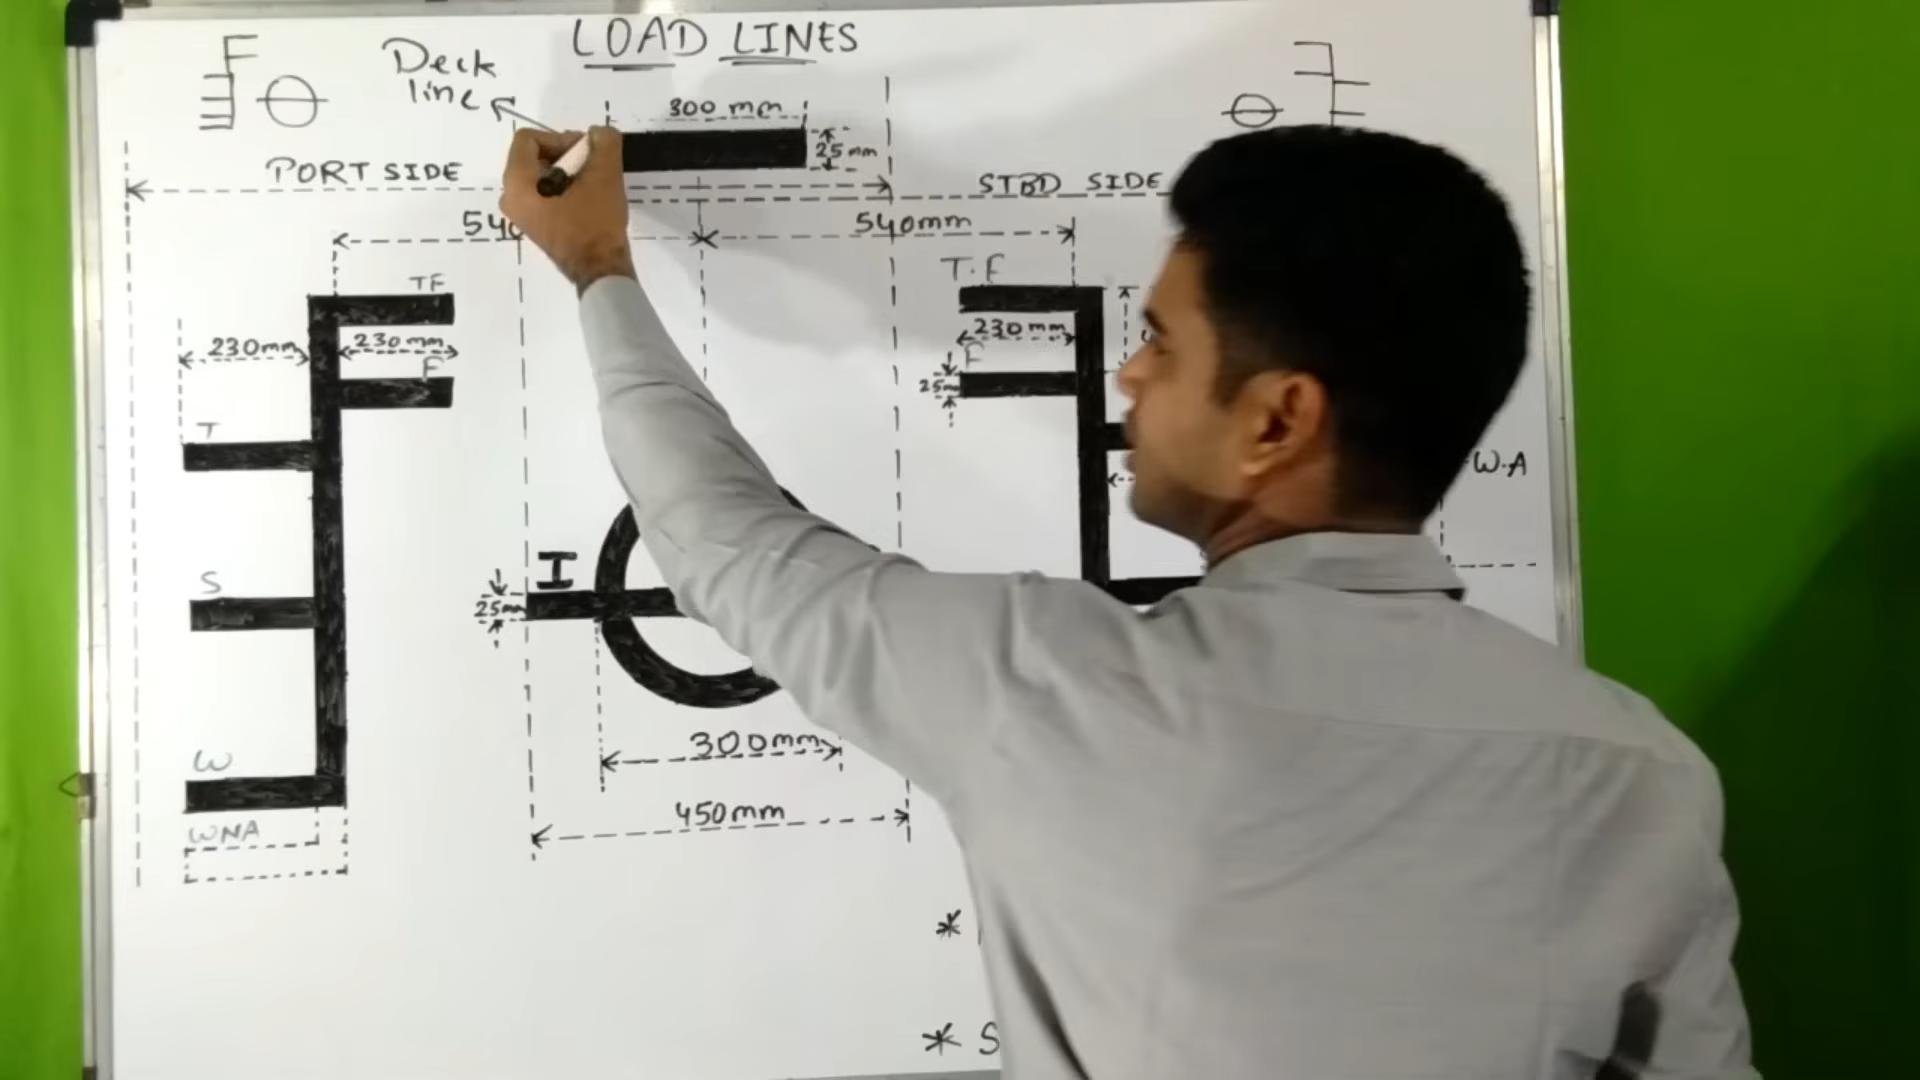 LOAD LINES
F
Deck
line
300 mm
25 mm
PORT SIDE
STBD SIDE
540mm
TF
T.F
230mm
230mm
230mm
F
F
25mm
T
W.A
S
I
25mm
W
300mm
450mm
WNA
*
* S